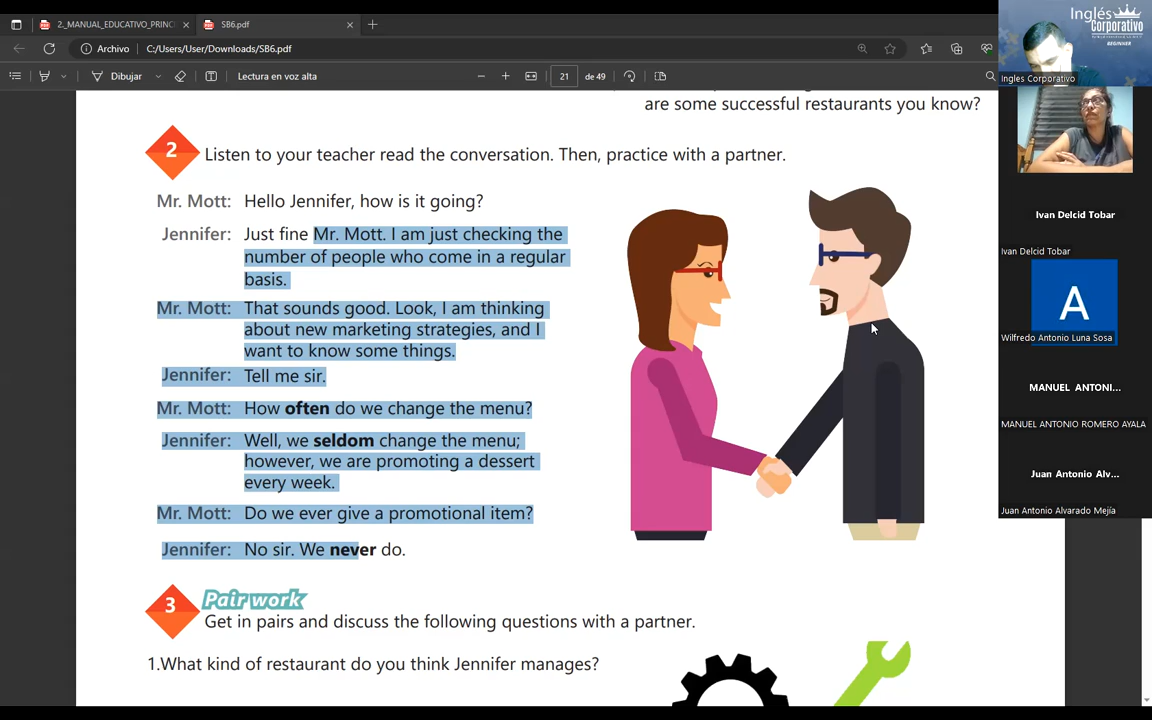 2._MANUAL_EDUCATIVO_PRINC
SB6.pdf
Archivo
C:/Users/User/Downloads/SB6.pdf
Dibujar
Lectura en voz alta
21
de 49
are some successful restaurants you know?
2
Listen to your teacher read the conversation. Then, practice with a partner.
Mr. Mott: Hello Jennifer, how is it going?
Jennifer: Just fine Mr. Mott. I am just checking the
number of people who come in a regular
basis.
Mr. Mott: That sounds good. Look, I am thinking
about new marketing strategies, and I
want to know some things.
Jennifer: Tell me sir.
Mr. Mott: How often do we change the menu?
Jennifer: Well, we seldom change the menu;
however, we are promoting a dessert
every week.
Mr. Mott: Do we ever give a promotional item?
Jennifer: No sir. We never do.
3
Pair work
Get in pairs and discuss the following questions with a partner.
1.What kind of restaurant do you think Jennifer manages?
Inglés
Corporativo
BEGINNER
Ingles Corporativo
Ivan Delcid Tobar
Ivan Delcid Tobar
A
Wilfredo Antonio Luna Sosa
MANUEL ANTONI...
MANUEL ANTONIO ROMERO AYALA
Juan Antonio Alv...
Juan Antonio Alvarado Mejía